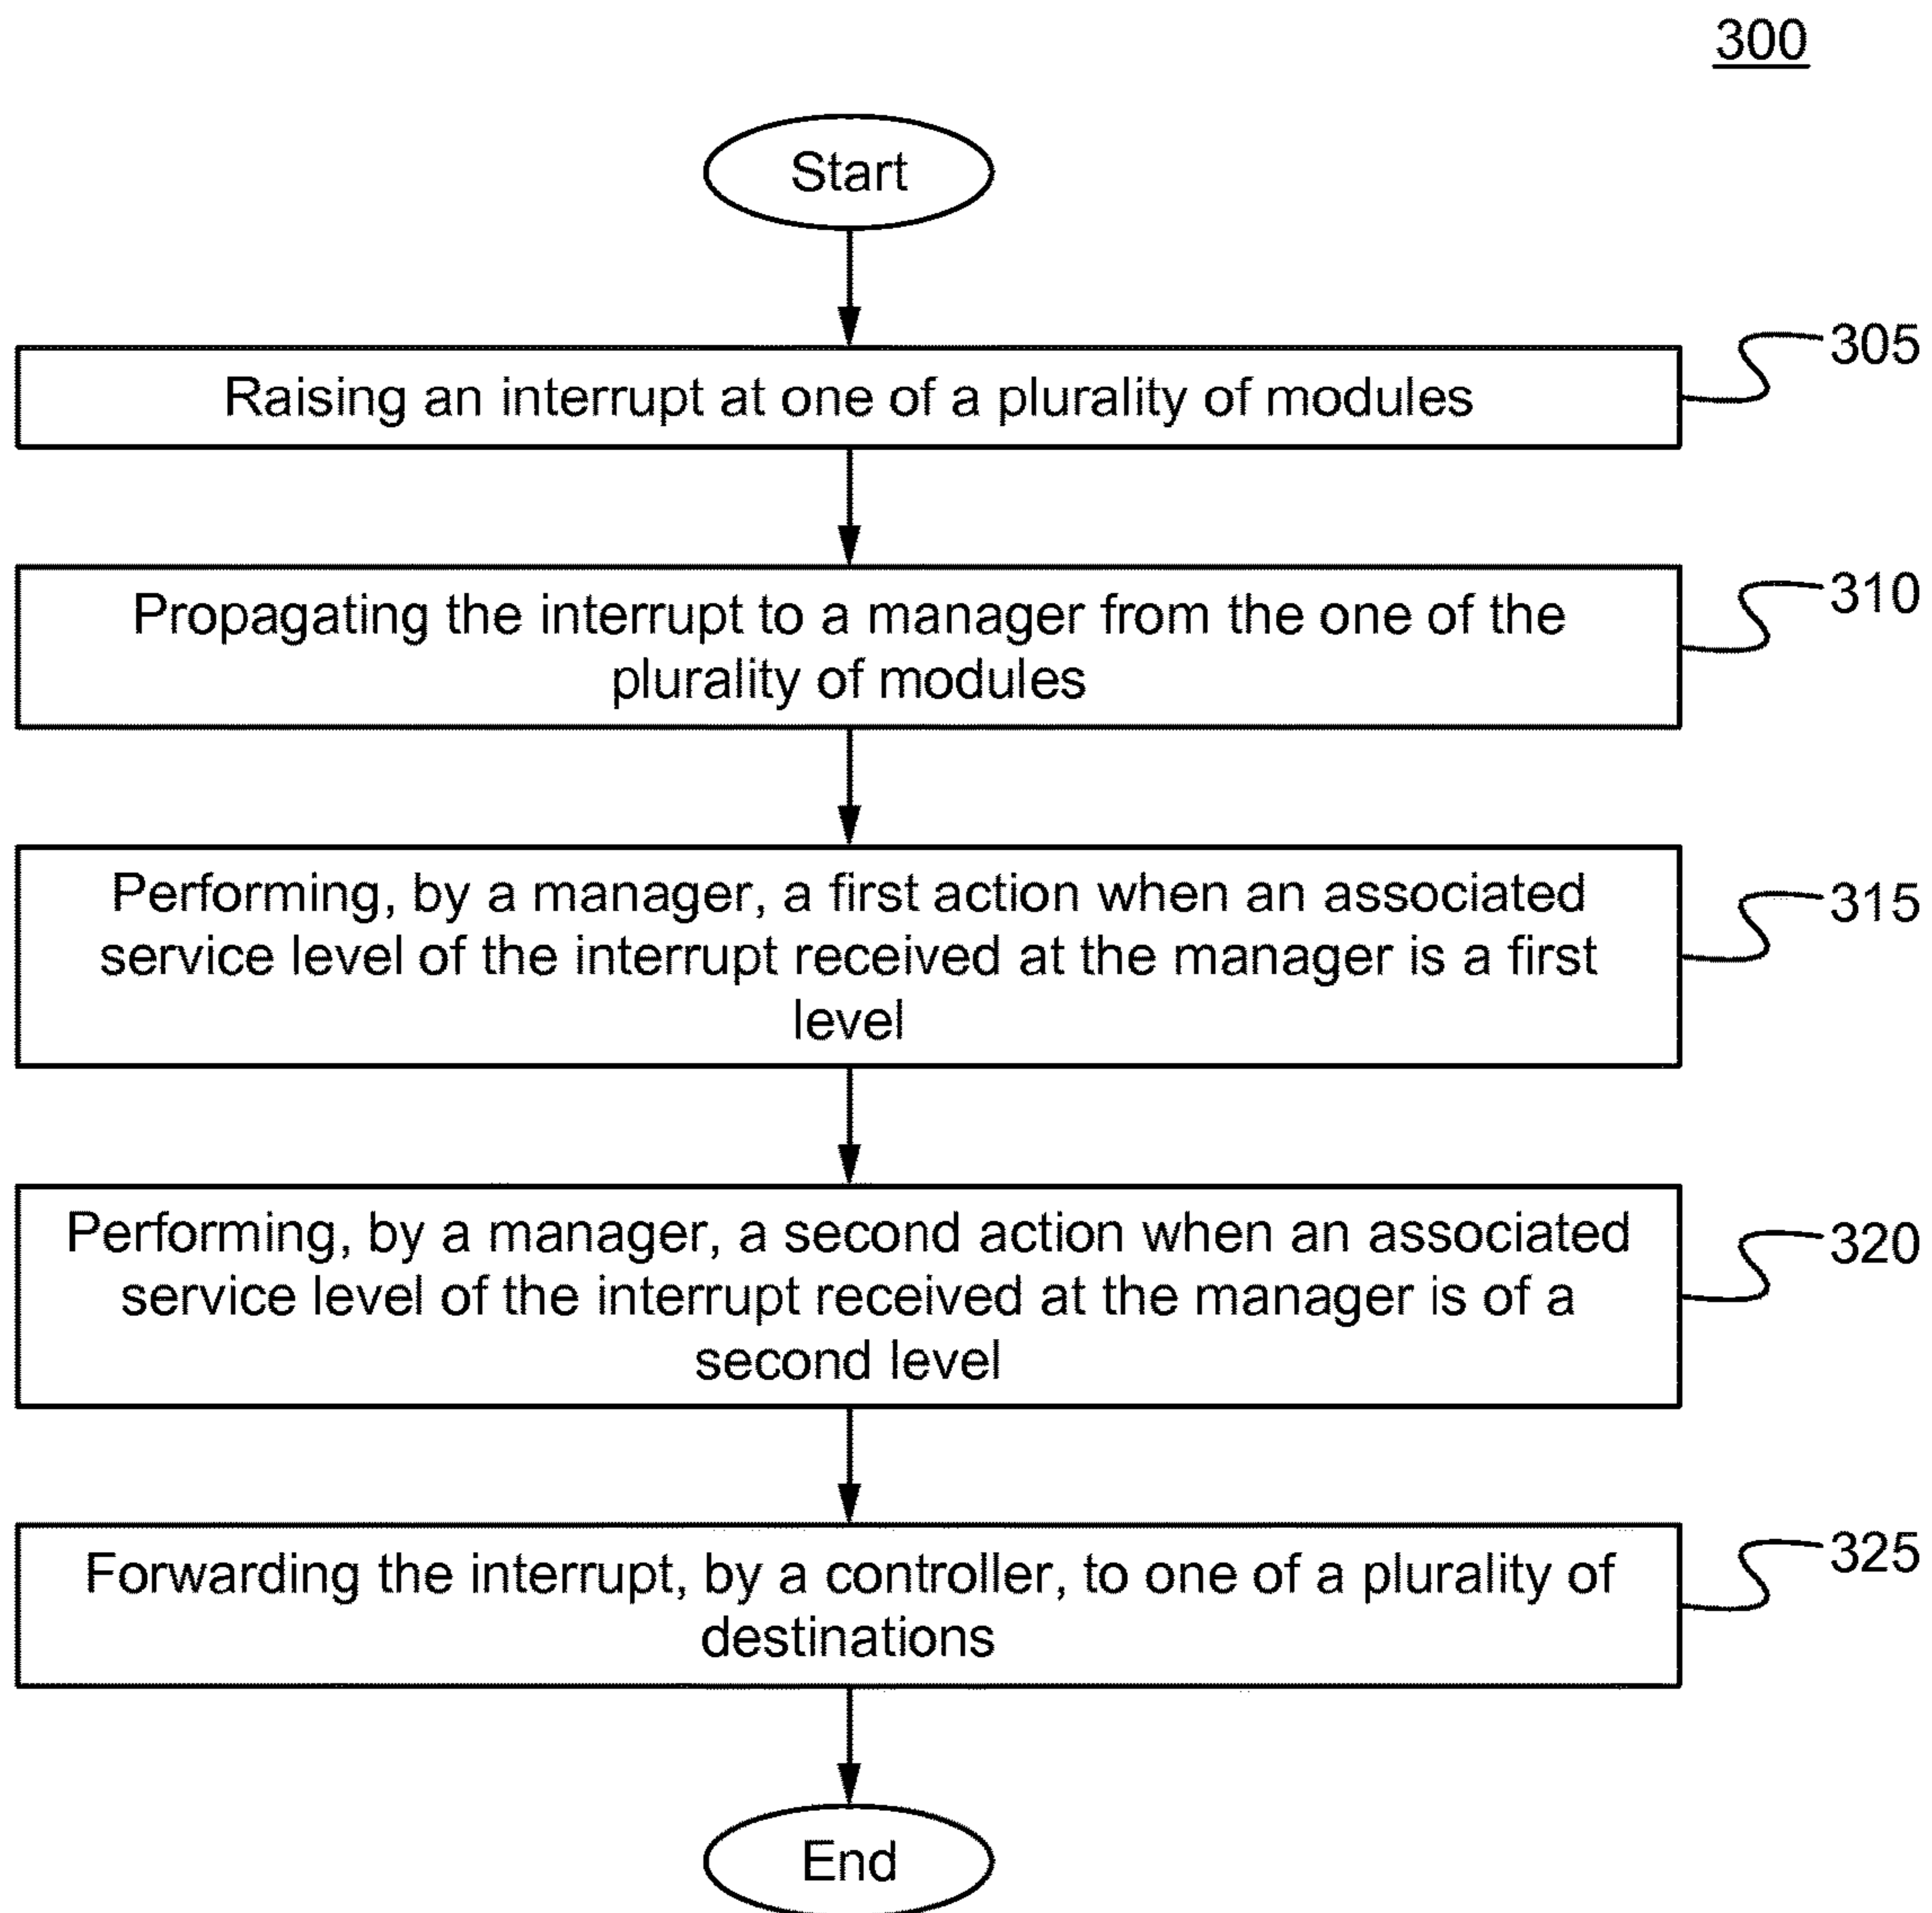 300
Start
Raising an interrupt at one of a plurality of modules
305
Propagating the interrupt to a manager from the one of the
plurality of modules
310
Performing, by a manager, a first action when an associated
service level of the interrupt received at the manager is a first
level
315
Performing, by a manager, a second action when an associated
service level of the interrupt received at the manager is of a
second level
320
Forwarding the interrupt, by a controller, to one of a plurality of
destinations
325
End